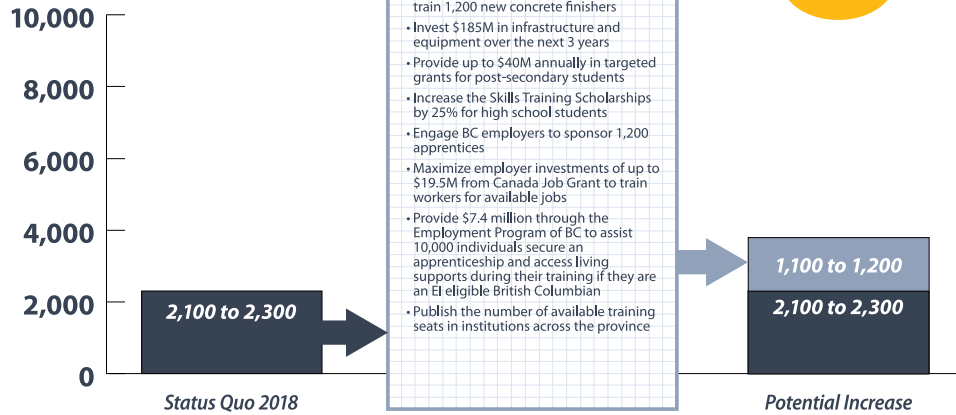 10,000
8,000
6,000
4,000
2,000
0
train 1,200 new concrete finishers
• Invest $185M in infrastructure and
equipment over the next 3 years
• Provide up to $40M annually in targeted
grants for post-secondary students
• Increase the Skills Training Scholarships
by 25% for high school students
• Engage BC employers to sponsor 1,200
apprentices
• Maximize employer investments of up to
$19.5M from Canada Job Grant to train
workers for available jobs
• Provide $7.4 million through the
Employment Program of BC to assist
10,000 individuals secure an
apprenticeship and access living
supports during their training if they are
an EI eligible British Columbian
• Publish the number of available training
seats in institutions across the province
2,100 to 2,300
Status Quo 2018
1,100 to 1,200
2,100 to 2,300
Potential Increase